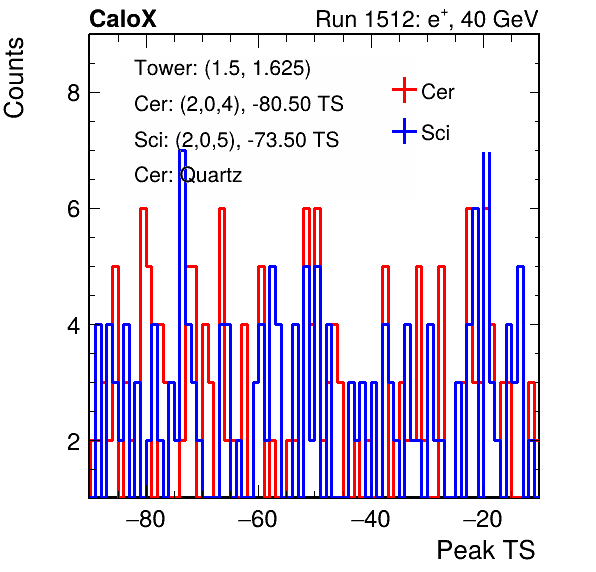 CaloX Run 1512: e⁺, 40 GeV
Counts
Tower: (1.5, 1.625)
Cer: (2,0,4), -80.50 TS
Sci: (2,0,5), -73.50 TS
Cer: Quartz
Cer
Sci
8
6
4
2
−80 −60 −40 −20
Peak TS